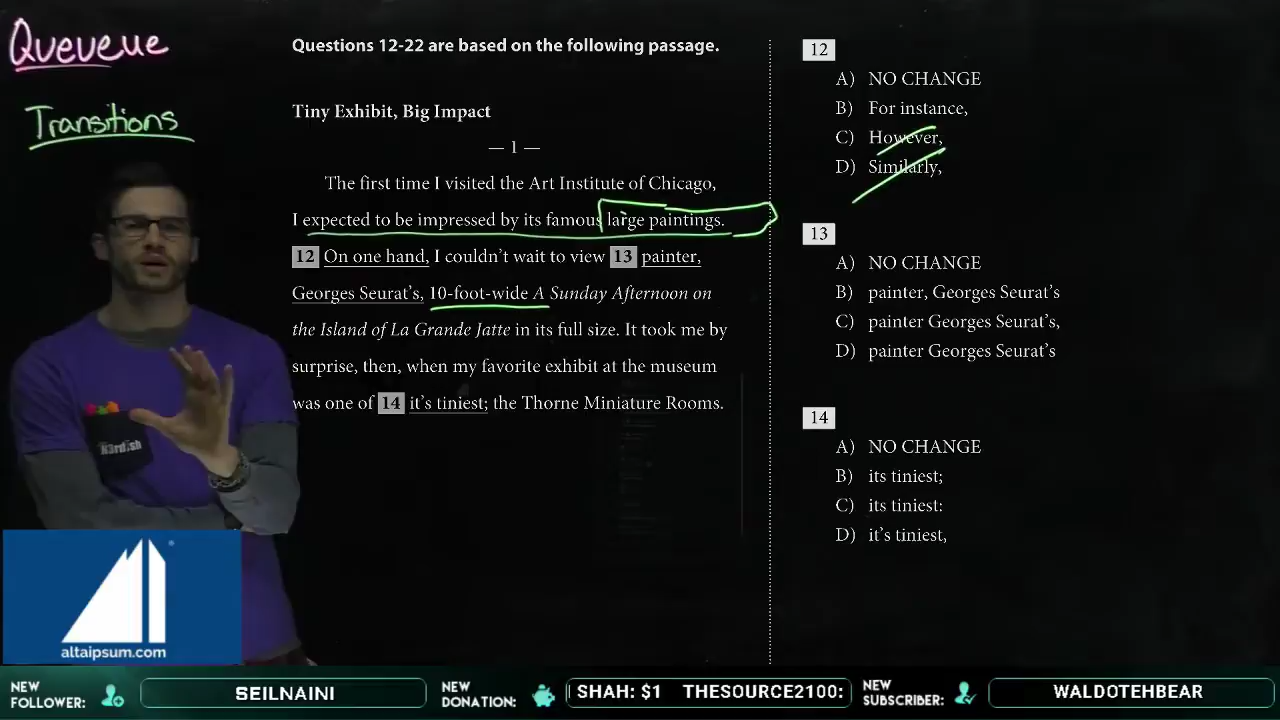 Queueue
Transitions
Questions 12-22 are based on the following passage.
Tiny Exhibit, Big Impact
— 1 —
The first time I visited the Art Institute of Chicago,
I expected to be impressed by its famous large paintings.
12 On one hand, I couldn't wait to view 13 painter,
Georges Seurat's, 10-foot-wide A Sunday Afternoon on
the Island of La Grande Jatte in its full size. It took me by
surprise, then, when my favorite exhibit at the museum
was one of 14 it's tiniest; the Thorne Miniature Rooms.
12
A) NO CHANGE
B) For instance,
C) However,
D) Similarly,
13
A) NO CHANGE
B) painter, Georges Seurat's
C) painter Georges Seurat's,
D) painter Georges Seurat's
14
A) NO CHANGE
B) its tiniest;
C) its tiniest:
D) it's tiniest,
N3rdish
altaipsum.com
NEW FOLLOWER:
SEILNAINI
NEW DONATION:
SHAH: $1 THESOURCE2100:
NEW SUBSCRIBER:
WALDOTEHBEAR